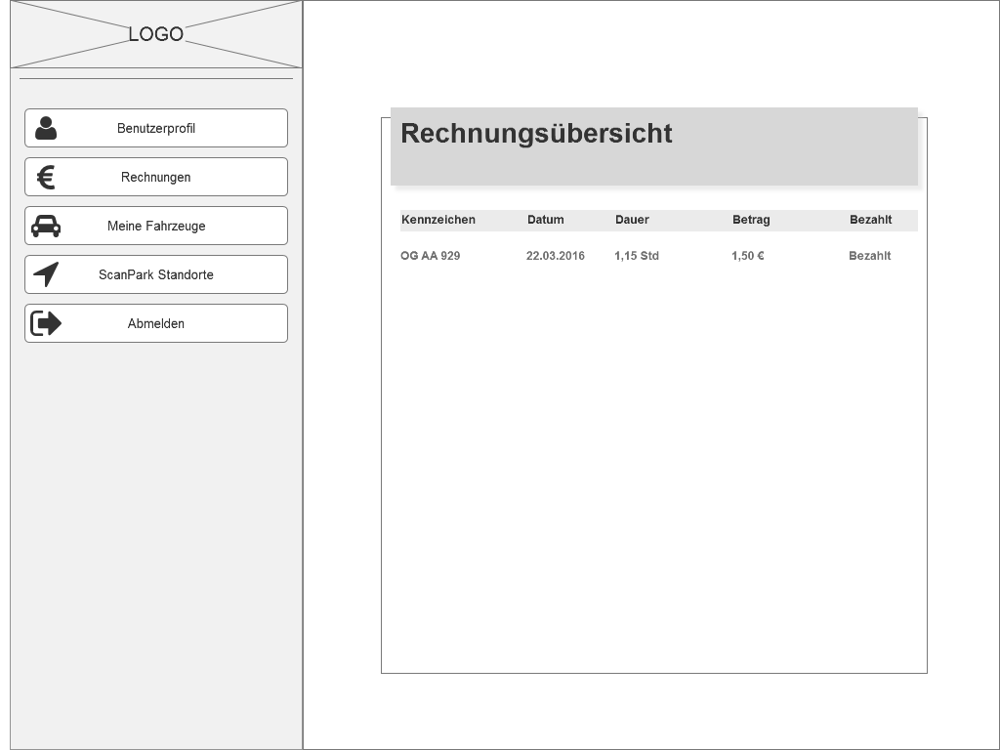 LOGO
Benutzerprofil
Rechnungen
Meine Fahrzeuge
ScanPark Standorte
Abmelden
Rechnungsübersicht
Kennzeichen Datum Dauer Betrag Bezahlt
OG AA 929 22.03.2016 1,15 Std 1,50 € Bezahlt